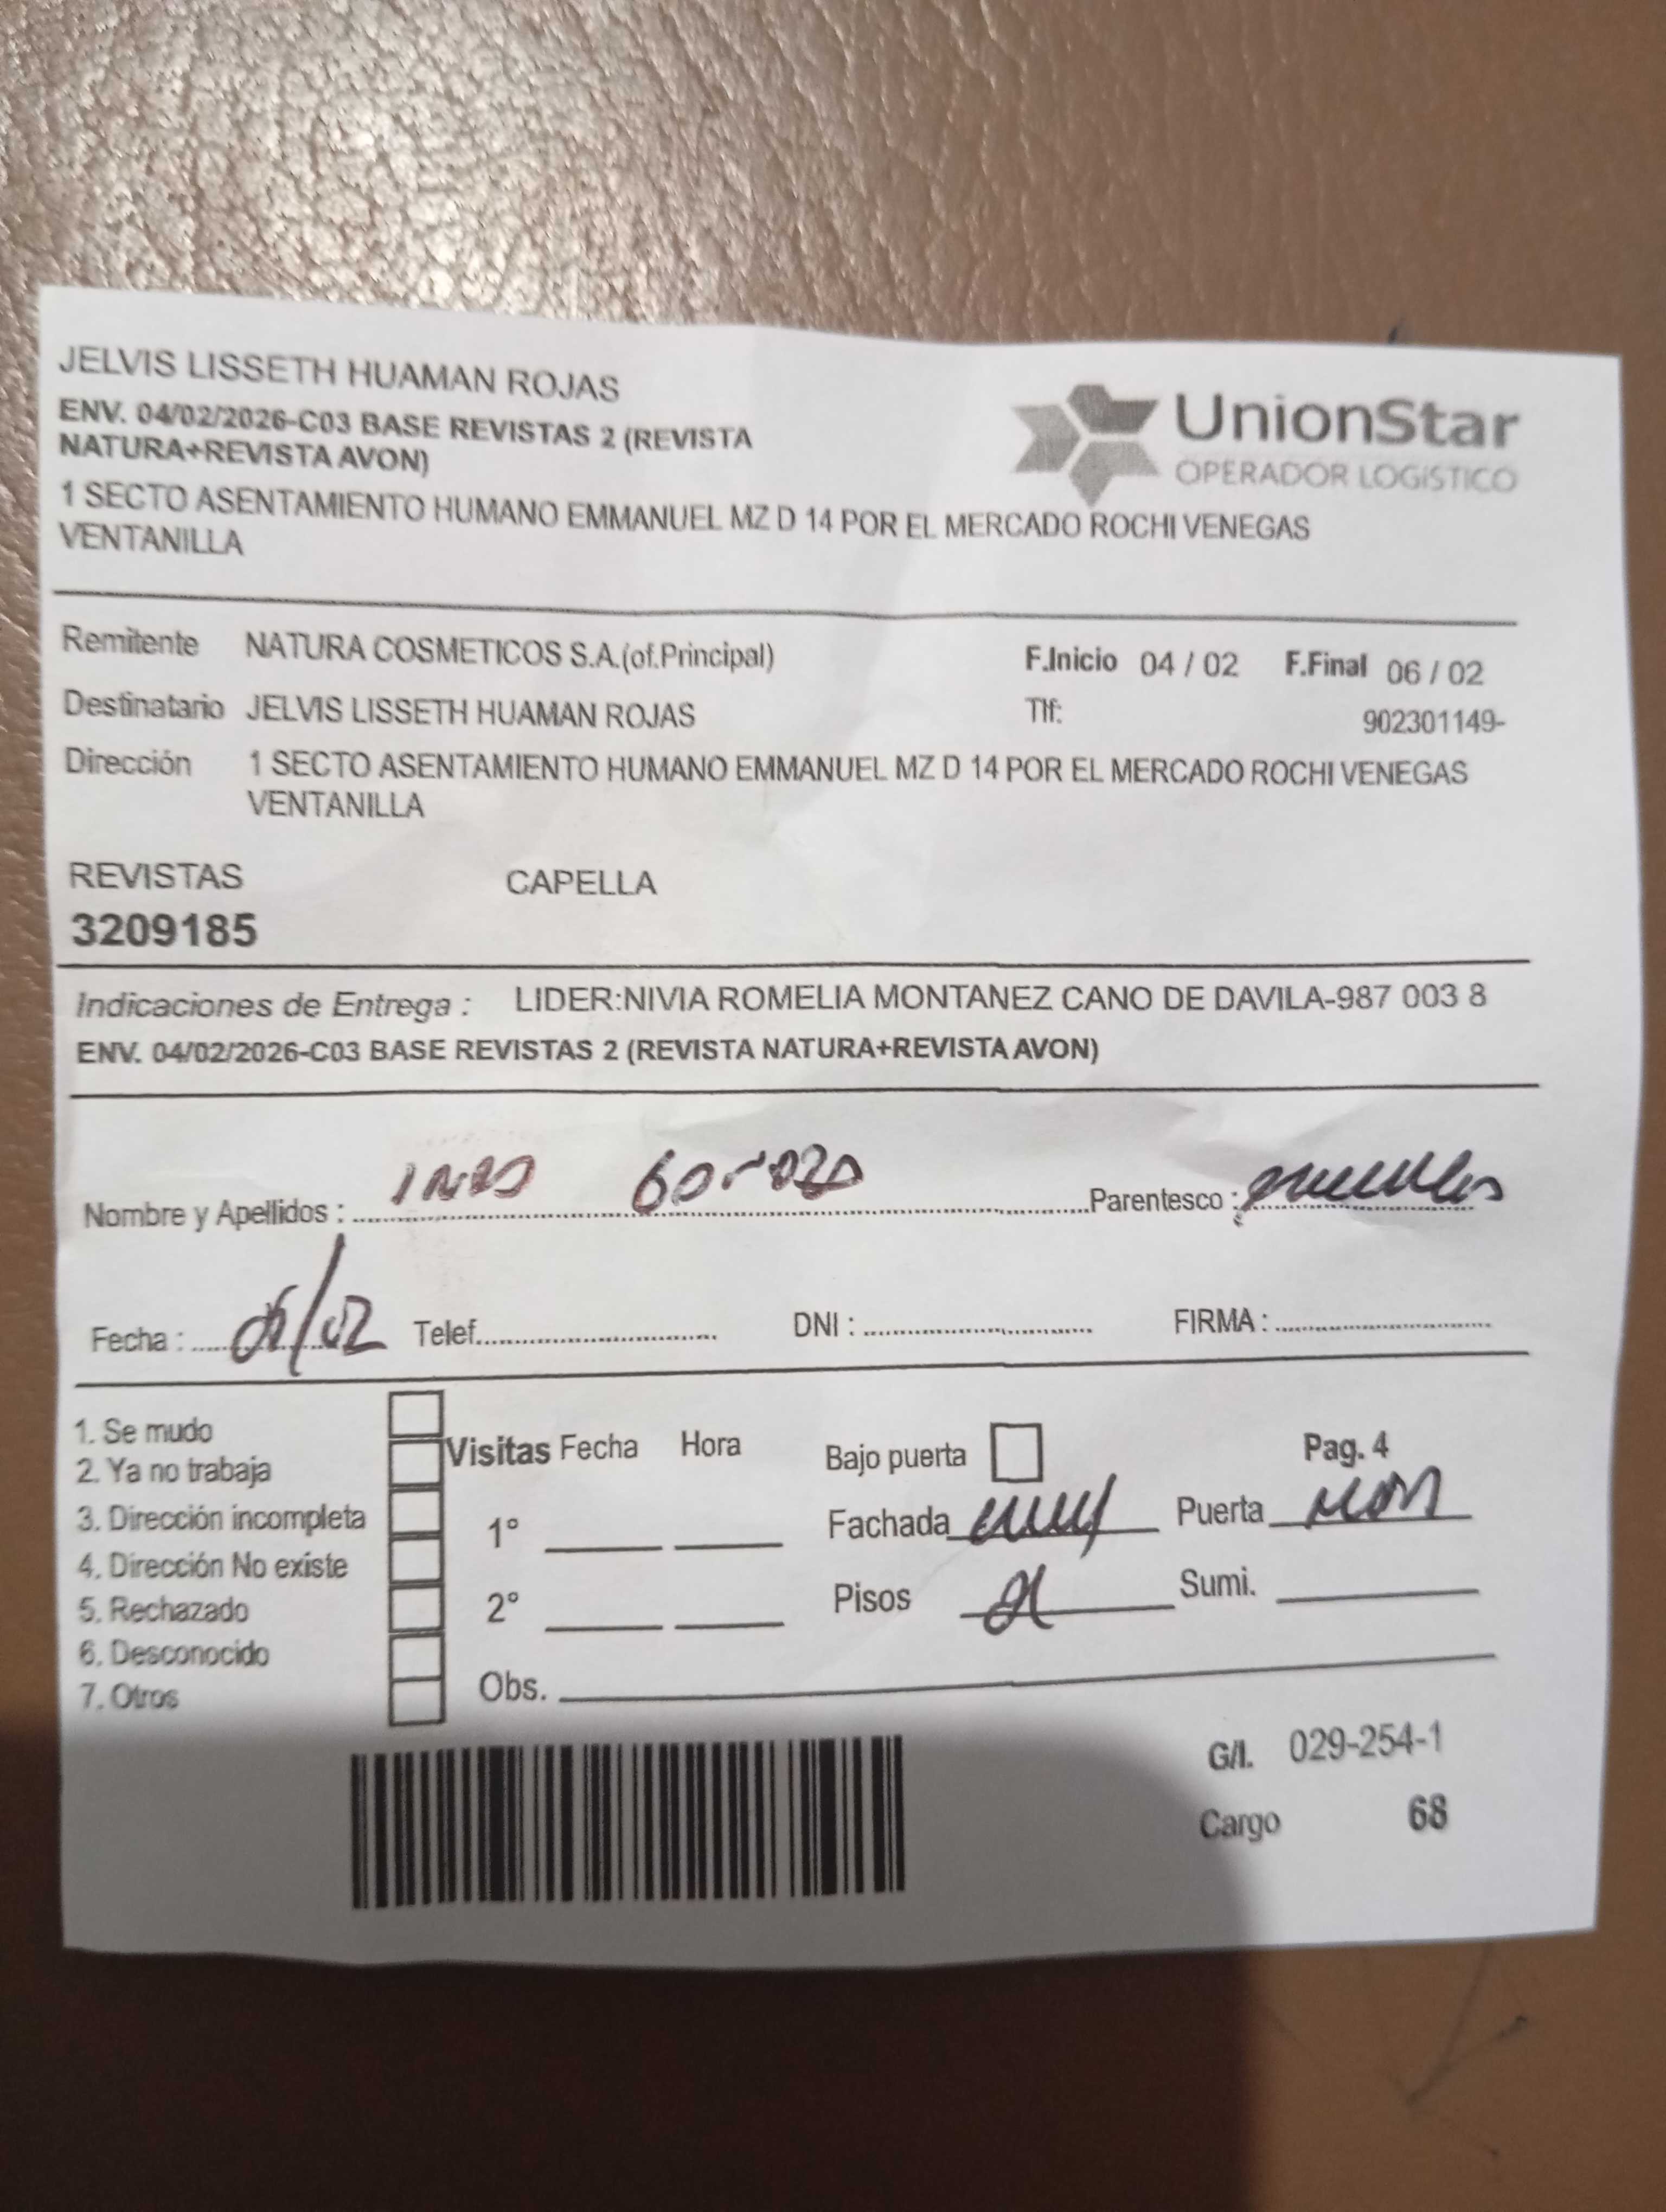 JELVIS LISSETH HUAMAN ROJAS
ENV. 04/02/2026-C03 BASE REVISTAS 2 (REVISTA
NATURA+REVISTA AVON)
1 SECTO ASENTAMIENTO HUMANO EMMANUEL MZ D 14 POR EL MERCADO ROCHI VENEGAS
VENTANILLA
UnionStar
OPERADOR LOGíSTICO
Remitente NATURA COSMETICOS S.A.(of.Principal) F.Inicio 04 / 02 F.Final 06 / 02
Destinatario JELVIS LISSETH HUAMAN ROJAS Tlf: 902301149-
Dirección 1 SECTO ASENTAMIENTO HUMANO EMMANUEL MZ D 14 POR EL MERCADO ROCHI VENEGAS
VENTANILLA
REVISTAS CAPELLA
3209185
Indicaciones de Entrega : LIDER:NIVIA ROMELIA MONTANEZ CANO DE DAVILA-987 003 8
ENV. 04/02/2026-C03 BASE REVISTAS 2 (REVISTA NATURA+REVISTA AVON)
Nombre y Apellidos : Parentesco :
Fecha : Telef. DNI : FIRMA :
1. Se mudo
2. Ya no trabaja
3. Dirección incompleta
4. Dirección No existe
5. Rechazado
6. Desconocido
7. Otros
Visitas Fecha Hora
1°
2°
Obs.
Bajo puerta Pag. 4
Fachada Puerta
Pisos Sumi.
G/I. 029-254-1
Cargo 68